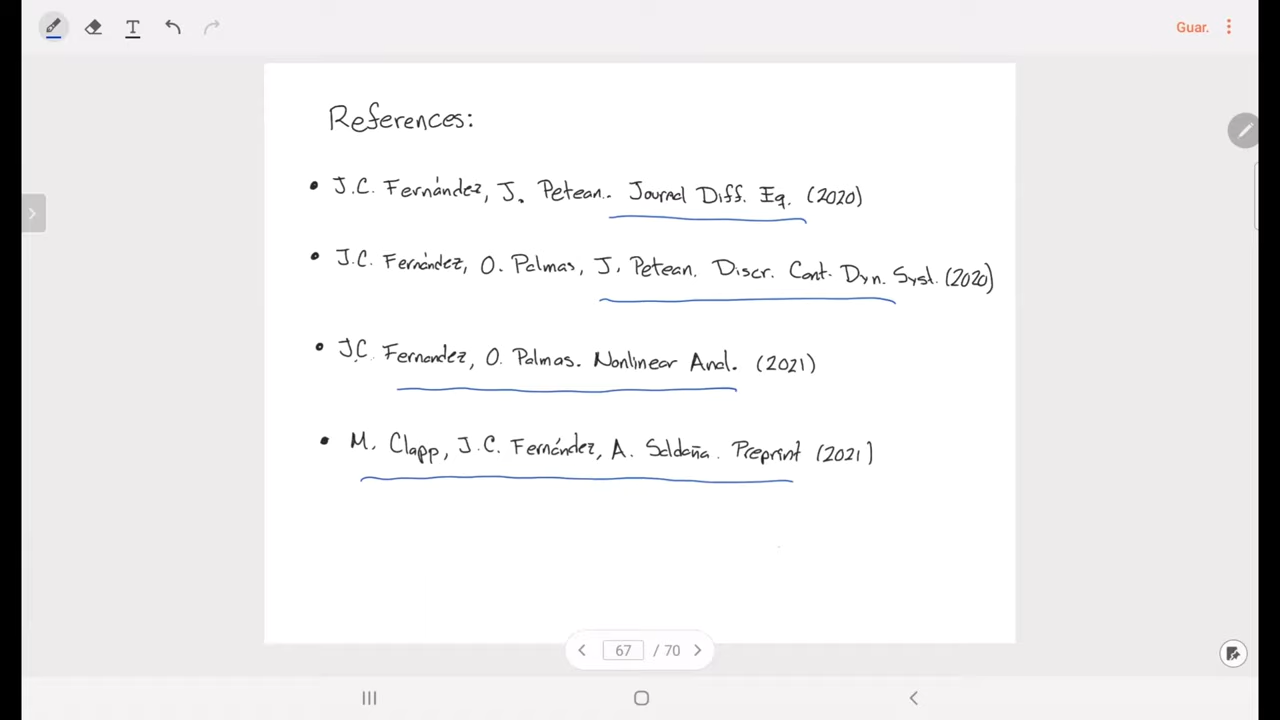 Guar.
References:
• J.C. Fernández, J. Petean. Journal Diff. Eq. (2020)
• J.C. Fernández, O. Palmas, J. Petean. Discr. Cont. Dyn. Syst. (2020)
• J.C. Fernandez, O. Palmas. Nonlinear Anal. (2021)
• M. Clapp, J.C. Fernández, A. Saldaña. Preprint (2021)
67 / 70